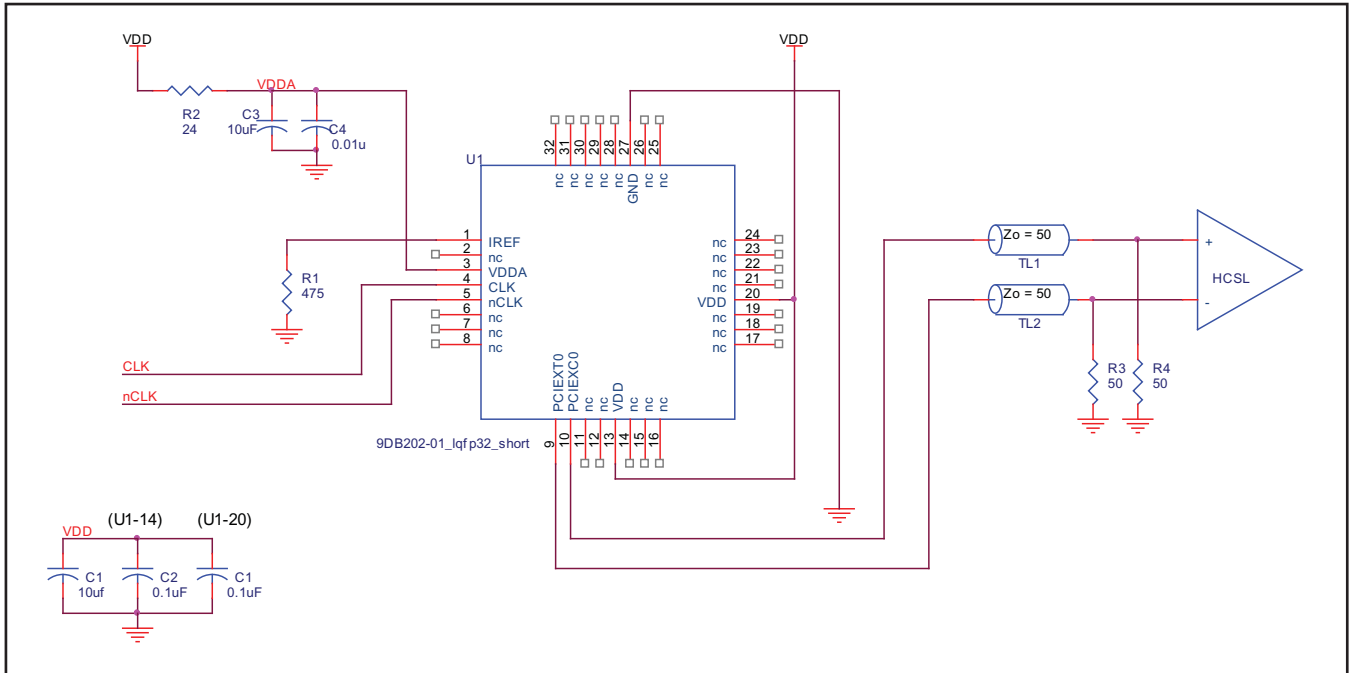 VDD
VDD
VDDA
R2
24
C3
10uF
C4
0.01u
32
31
30
29
28
27
26
25
U1
nc
nc
nc
nc
nc
GND
nc
nc
1 IREF
2 nc
3 VDDA
4 CLK
5 nCLK
6 nc
7 nc
8 nc
nc 24
nc 23
nc 22
nc 21
VDD 20
nc 19
nc 18
nc 17
R1
475
CLK
nCLK
Zo = 50
TL1
Zo = 50
TL2
+
HCSL
-
R3
50
R4
50
PCIEXT0
PCIEXC0
nc
nc
VDD
nc
nc
nc
9
10
11
12
13
14
15
16
9DB202-01_lqfp32_short
(U1-14)
(U1-20)
VDD
C1
10uf
C2
0.1uF
C1
0.1uF